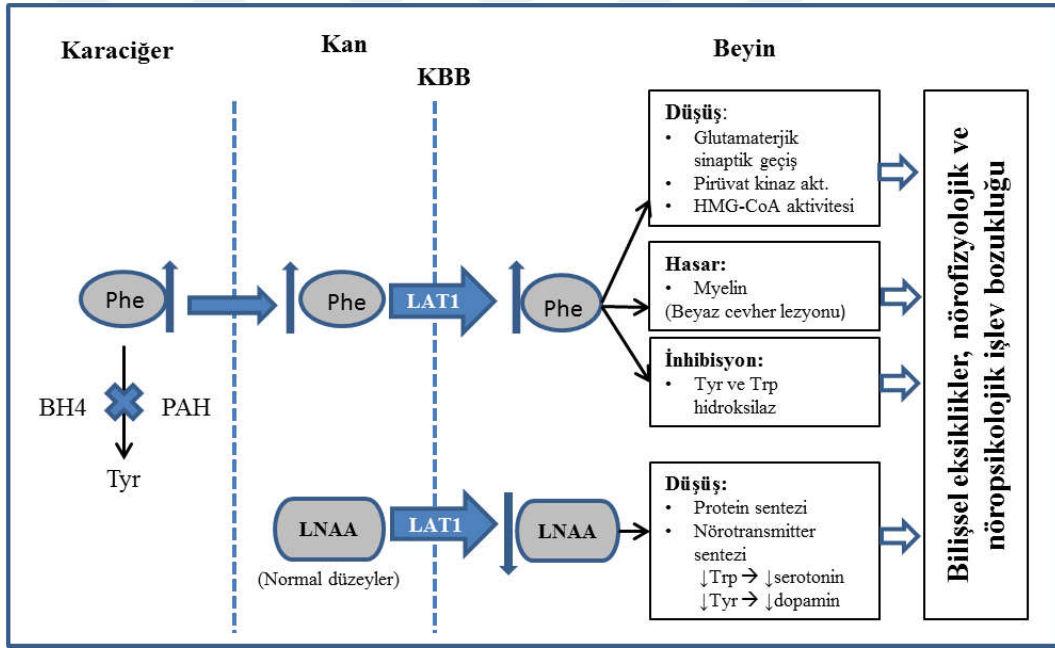 Karaciğer
Kan
KBB
Beyin
Phe
BH4
PAH
Tyr
Phe
LAT1
Phe
LNAA
(Normal düzeyler)
LAT1
LNAA
Düşüş:
• Glutamaterjik
sinaptik geçiş
• Pirüvat kinaz akt.
• HMG-CoA aktivitesi
Hasar:
• Myelin
(Beyaz cevher lezyonu)
İnhibisyon:
• Tyr ve Trp
hidroksilaz
Düşüş:
• Protein sentezi
• Nörotransmitter
sentezi
↓Trp → ↓serotonin
↓Tyr → ↓dopamin
Bilişsel eksiklikler, nörofizyolojik ve
nöropsikolojik işlev bozukluğu